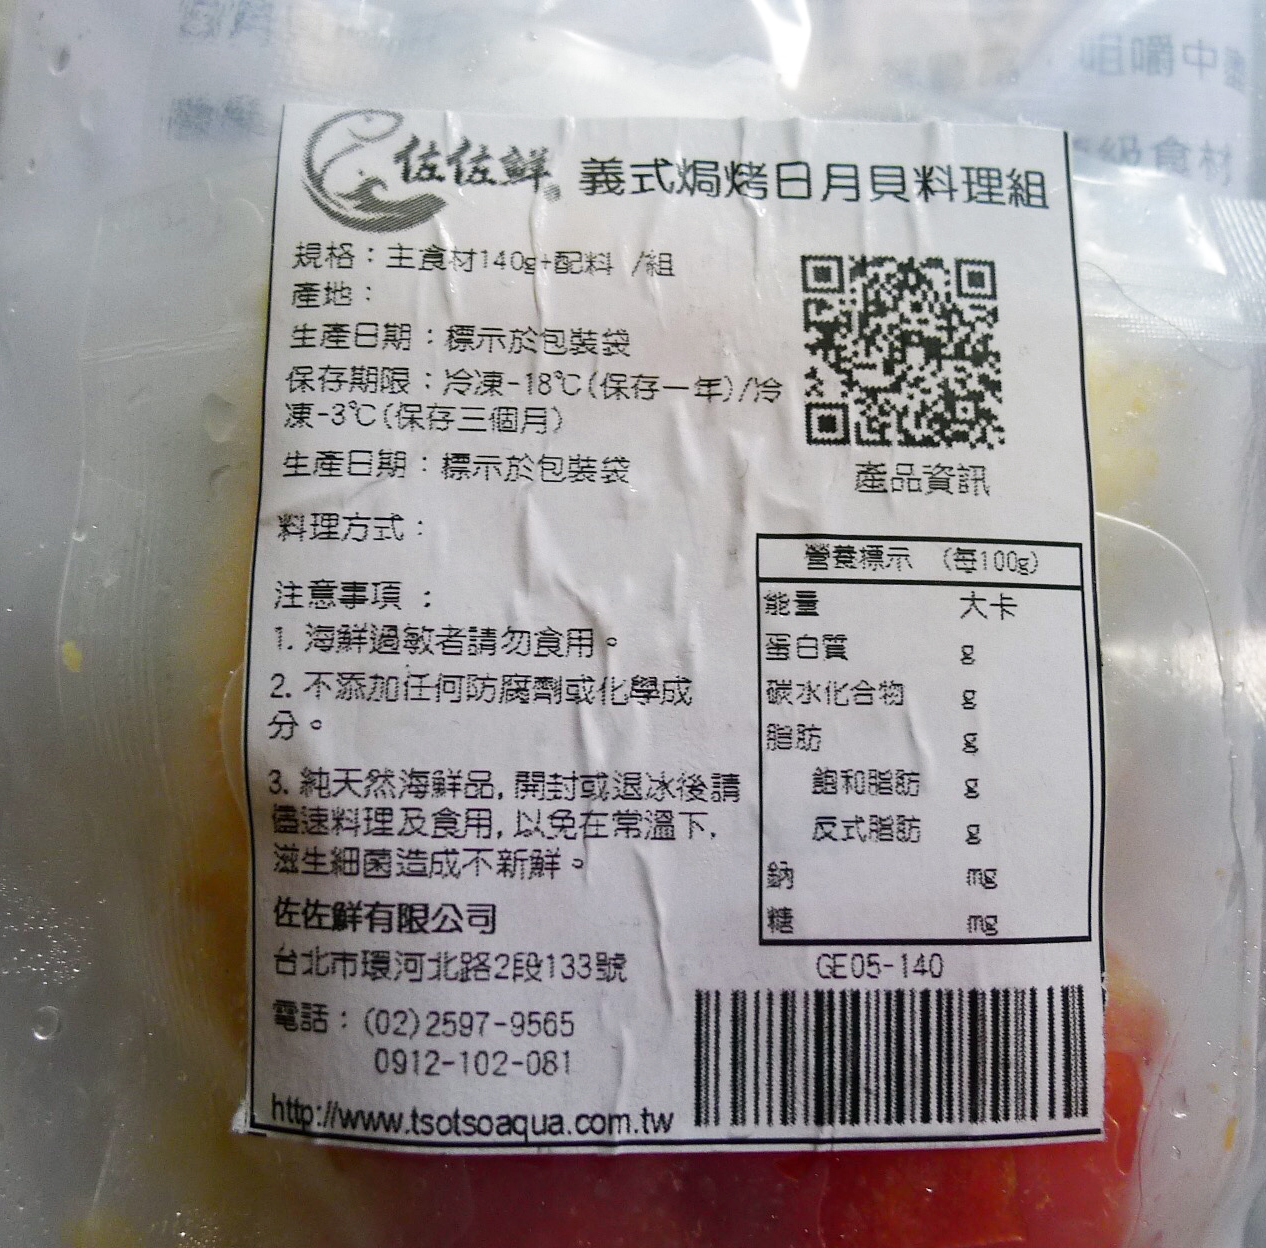 咀嚼中
級食材
佐佐鮮 義式焗烤日月貝料理組
規格：主食材140g+配料 /組
產地：
生產日期：標示於包裝袋
保存期限：冷凍-18℃(保存一年)/冷
凍-3℃(保存三個月)
生產日期：標示於包裝袋
產品資訊
料理方式：
注意事項：
1. 海鮮過敏者請勿食用。
2. 不添加任何防腐劑或化學成
分。
3. 純天然海鮮品, 開封或退冰後請
儘速料理及食用, 以免在常溫下,
滋生細菌造成不新鮮。
佐佐鮮有限公司
台北市環河北路2段133號
電話：(02)2597-9565
0912-102-081
http://www.tsotsoaqua.com.tw
營養標示 (每100g)
能量 大卡
蛋白質 g
碳水化合物 g
脂肪 g
飽和脂肪 g
反式脂肪 g
鈉 mg
糖 mg
GE05-140